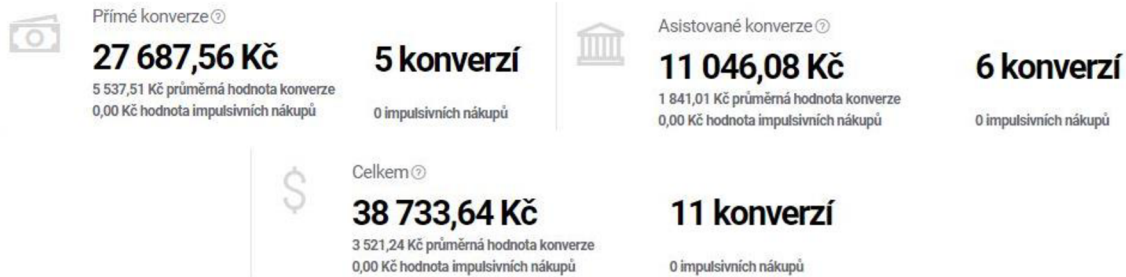 Přímé konverze
27 687,56 Kč
5 konverzí
5 537,51 Kč průměrná hodnota konverze
0,00 Kč hodnota impulsivních nákupů
0 impulsivních nákupů
Asistované konverze
11 046,08 Kč
6 konverzí
1 841,01 Kč průměrná hodnota konverze
0,00 Kč hodnota impulsivních nákupů
0 impulsivních nákupů
Celkem
38 733,64 Kč
11 konverzí
3 521,24 Kč průměrná hodnota konverze
0,00 Kč hodnota impulsivních nákupů
0 impulsivních nákupů